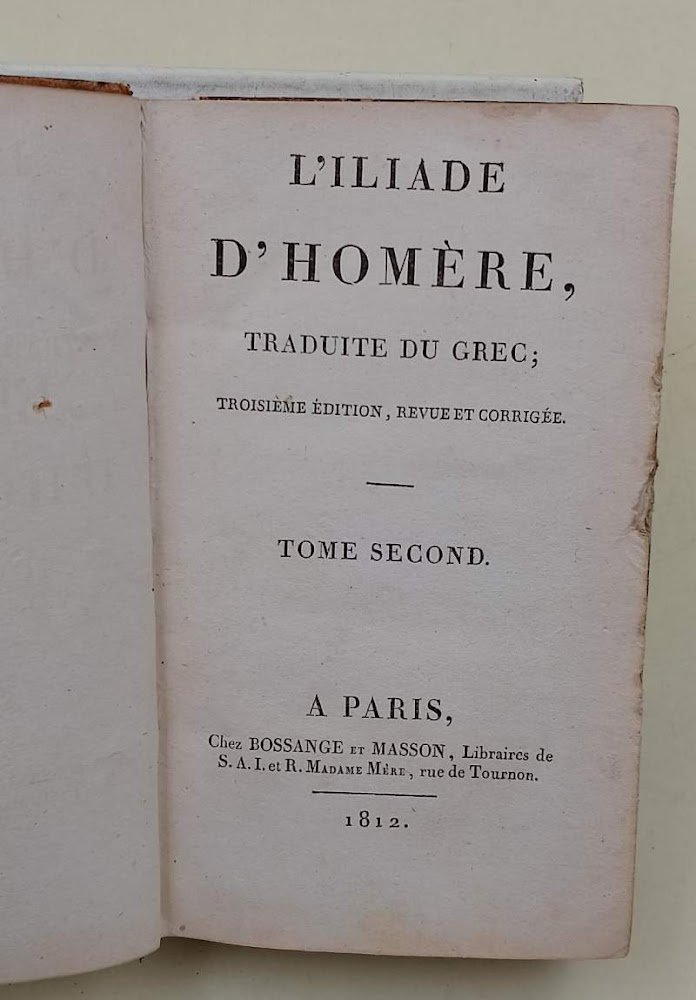 L'ILIADE
D'HOMÈRE,
TRADUITE DU GREC;
TROISIÈME ÉDITION, REVUE ET CORRIGÉE.
TOME SECOND.
A PARIS,
Chez BOSSANGE ET MASSON, Libraires de
S. A. I. et R. MADAME MÈRE, rue de Tournon.
1812.